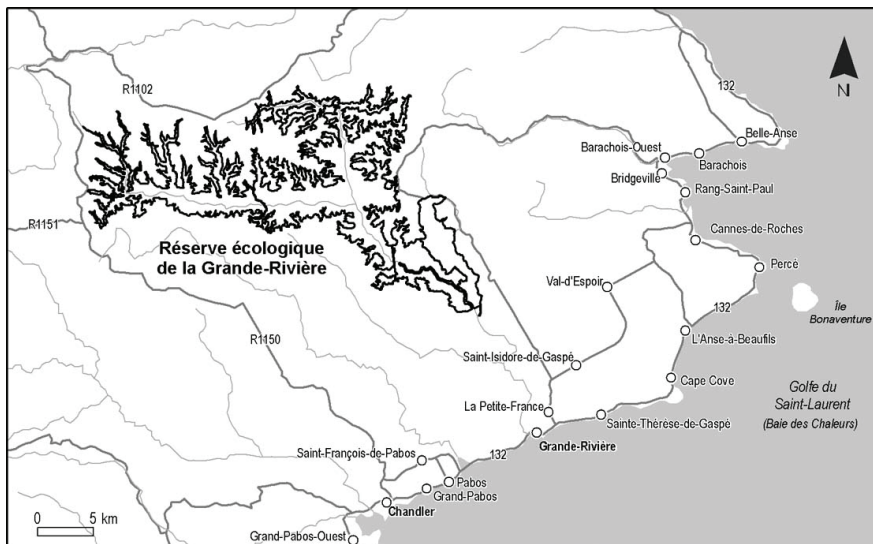 R1102
132
N
Belle-Anse
Barachois-Ouest
Barachois
Bridgeville
Rang-Saint-Paul
R1151
Réserve écologique
de la Grande-Rivière
Cannes-de-Roches
Percé
Val-d'Espoir
132
Île
Bonaventure
R1150
L'Anse-à-Beaufils
Saint-Isidore-de-Gaspé
Cape Cove
Golfe du
Saint-Laurent
(Baie des Chaleurs)
La Petite-France
Sainte-Thérèse-de-Gaspé
Grande-Rivière
132
Saint-François-de-Pabos
Pabos
Grand-Pabos
Chandler
0 5 km
Grand-Pabos-Ouest